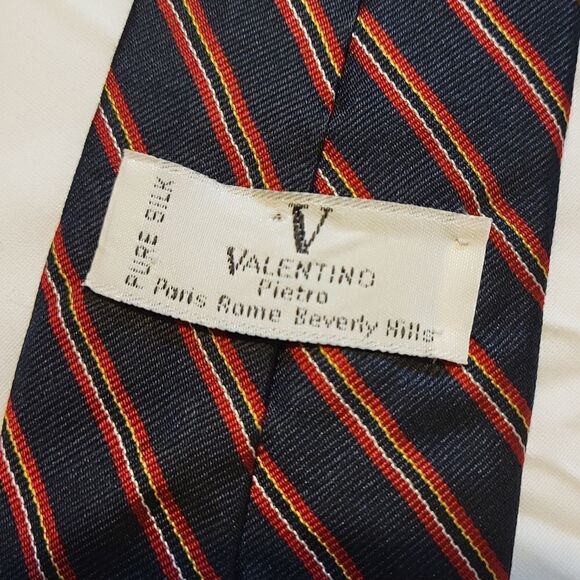 PURE SILK
V
VALENTINO
Pietro
Paris Rome Beverly Hills